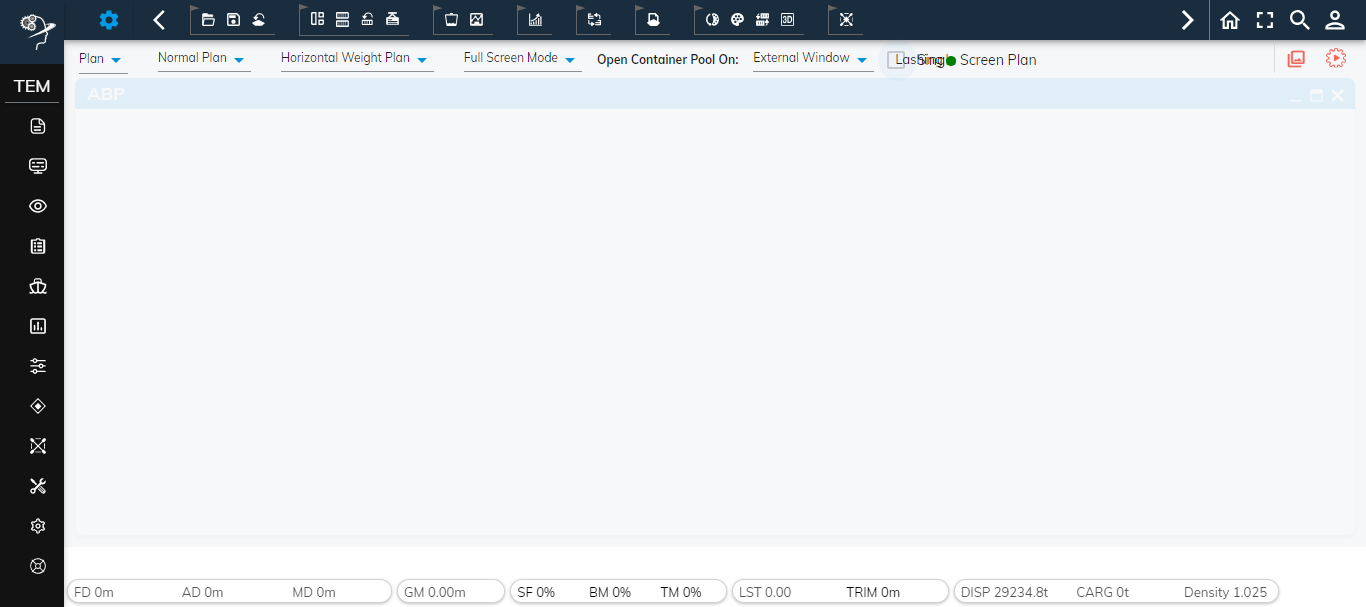 3D
TEM
Plan
Normal Plan
Horizontal Weight Plan
Full Screen Mode
Open Container Pool On:
External Window
Lashing
Single Screen Plan
ABP
FD 0m AD 0m MD 0m
GM 0.00m
SF 0% BM 0% TM 0%
LST 0.00 TRIM 0m
DISP 29234.8t CARG 0t Density 1.025